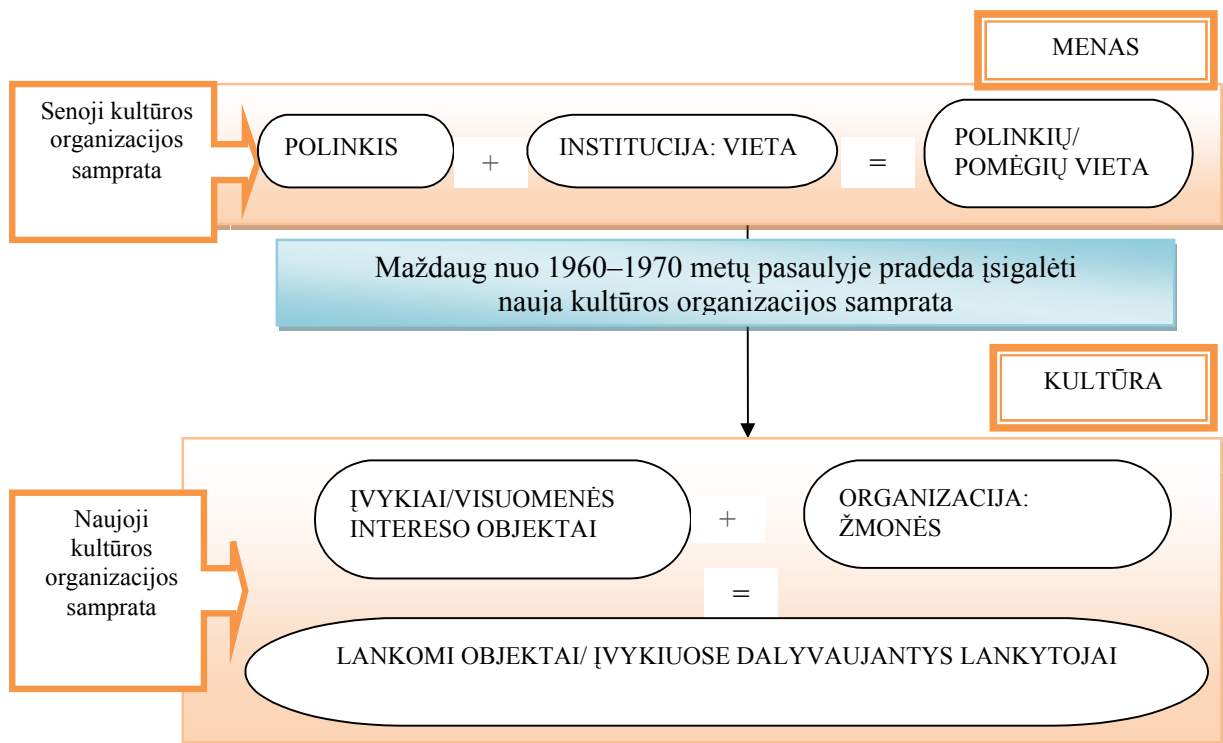 MENAS
Senoji kultūros
organizacijos
samprata
POLINKIS
+
INSTITUCIJA: VIETA
=
POLINKIŲ/
POMĖGIŲ VIETA
Maždaug nuo 1960–1970 metų pasaulyje pradeda įsigalėti
nauja kultūros organizacijos samprata
KULTŪRA
Naujoji
kultūros
organizacijos
samprata
ĮVYKIAI/VISUOMENĖS
INTERESO OBJEKTAI
+
ORGANIZACIJA:
ŽMONĖS
=
LANKOMI OBJEKTAI/ ĮVYKIUOSE DALYVAUJANTYS LANKYTOJAI